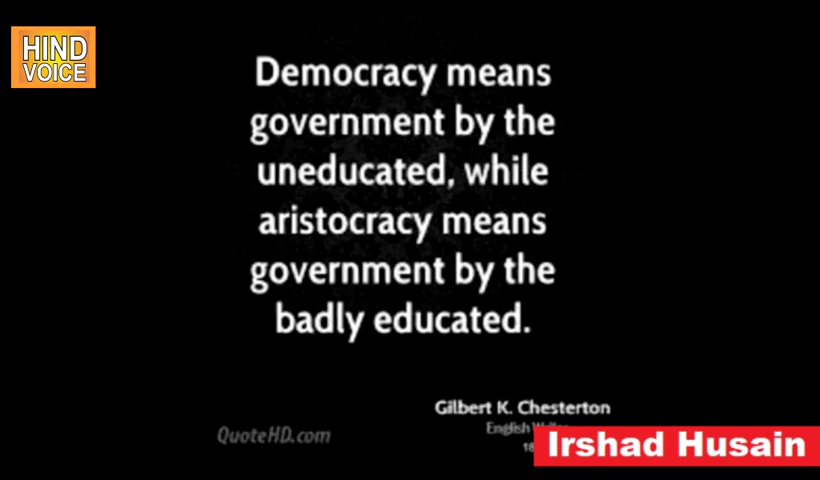 HIND
VOICE
Democracy means
government by the
uneducated, while
aristocracy means
government by the
badly educated.
Gilbert K. Chesterton
English
QuoteHD.com
Irshad Husain